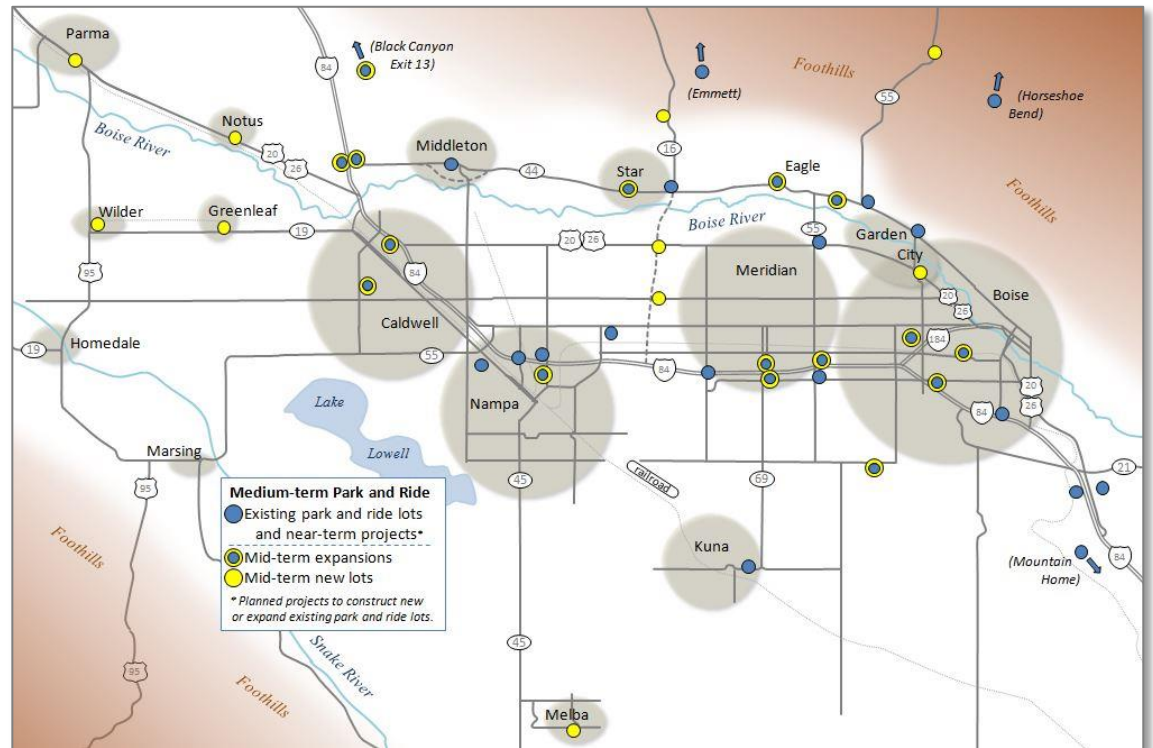 Parma
84
(Black Canyon
Exit 13)
Foothills
(Emmett)
55
(Horseshoe
Bend)
Notus
Boise River
20
26
Middleton
44
16
Star
Eagle
Foothills
Wilder
Greenleaf
19
20 26
Boise River
55
Garden
City
95
84
Meridian
20
26
Boise
Caldwell
184
19
Homedale
55
84
20
26
Nampa
84
Lake
Lowell
Marsing
95
45
railroad
69
21
Medium-term Park and Ride
Existing park and ride lots
and near-term projects*
Mid-term expansions
Mid-term new lots
* Planned projects to construct new
or expand existing park and ride lots.
Foothills
Kuna
(Mountain
Home)
84
45
Snake River
95
Foothills
Melba